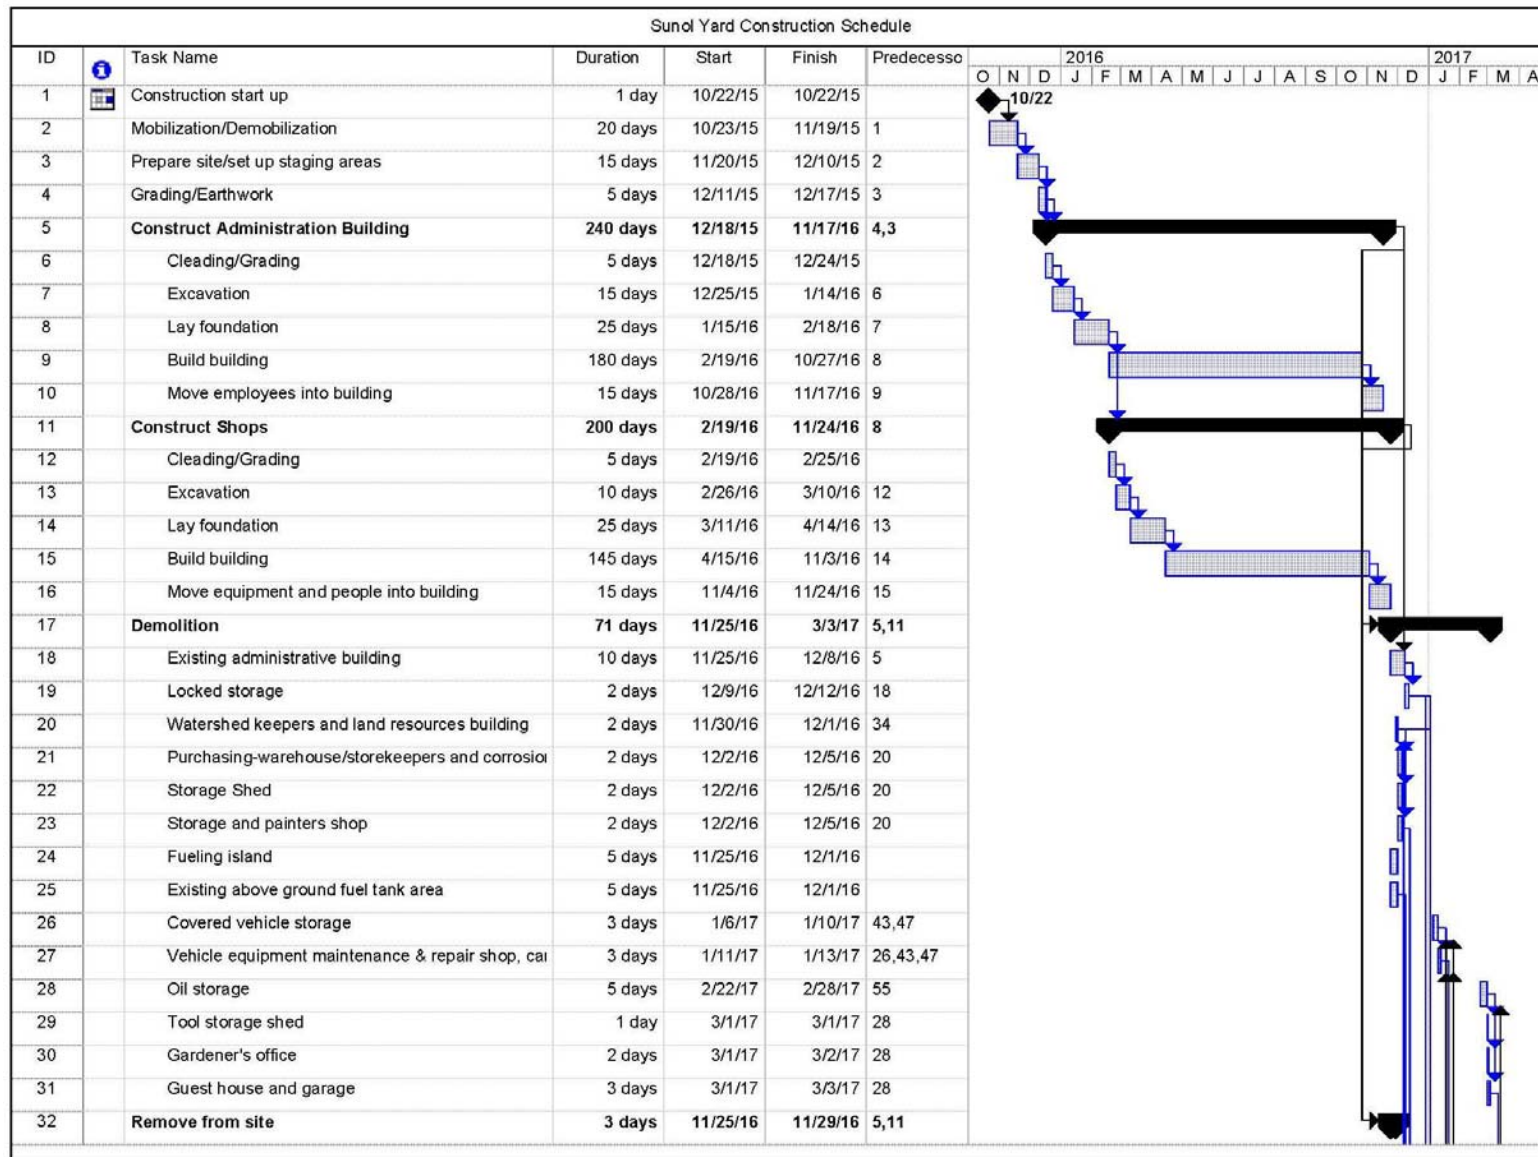 Sunol Yard Construction Schedule
ID Task Name Duration Start Finish Predecesso 2016 2017
O N D J F M A M J J A S O N D J F M A
1 Construction start up 1 day 10/22/15 10/22/15 10/22
2 Mobilization/Demobilization 20 days 10/23/15 11/19/15 1
3 Prepare site/set up staging areas 15 days 11/20/15 12/10/15 2
4 Grading/Earthwork 5 days 12/11/15 12/17/15 3
5 Construct Administration Building 240 days 12/18/15 11/17/16 4,3
6 Cleading/Grading 5 days 12/18/15 12/24/15
7 Excavation 15 days 12/25/15 1/14/16 6
8 Lay foundation 25 days 1/15/16 2/18/16 7
9 Build building 180 days 2/19/16 10/27/16 8
10 Move employees into building 15 days 10/28/16 11/17/16 9
11 Construct Shops 200 days 2/19/16 11/24/16 8
12 Cleading/Grading 5 days 2/19/16 2/25/16
13 Excavation 10 days 2/26/16 3/10/16 12
14 Lay foundation 25 days 3/11/16 4/14/16 13
15 Build building 145 days 4/15/16 11/3/16 14
16 Move equipment and people into building 15 days 11/4/16 11/24/16 15
17 Demolition 71 days 11/25/16 3/3/17 5,11
18 Existing administrative building 10 days 11/25/16 12/8/16 5
19 Locked storage 2 days 12/9/16 12/12/16 18
20 Watershed keepers and land resources building 2 days 11/30/16 12/1/16 34
21 Purchasing-warehouse/storekeepers and corrosion 2 days 12/2/16 12/5/16 20
22 Storage Shed 2 days 12/2/16 12/5/16 20
23 Storage and painters shop 2 days 12/2/16 12/5/16 20
24 Fueling island 5 days 11/25/16 12/1/16
25 Existing above ground fuel tank area 5 days 11/25/16 12/1/16
26 Covered vehicle storage 3 days 1/6/17 1/10/17 43,47
27 Vehicle equipment maintenance & repair shop, car 3 days 1/11/17 1/13/17 26,43,47
28 Oil storage 5 days 2/22/17 2/28/17 55
29 Tool storage shed 1 day 3/1/17 3/1/17 28
30 Gardener's office 2 days 3/1/17 3/2/17 28
31 Guest house and garage 3 days 3/1/17 3/3/17 28
32 Remove from site 3 days 11/25/16 11/29/16 5,11